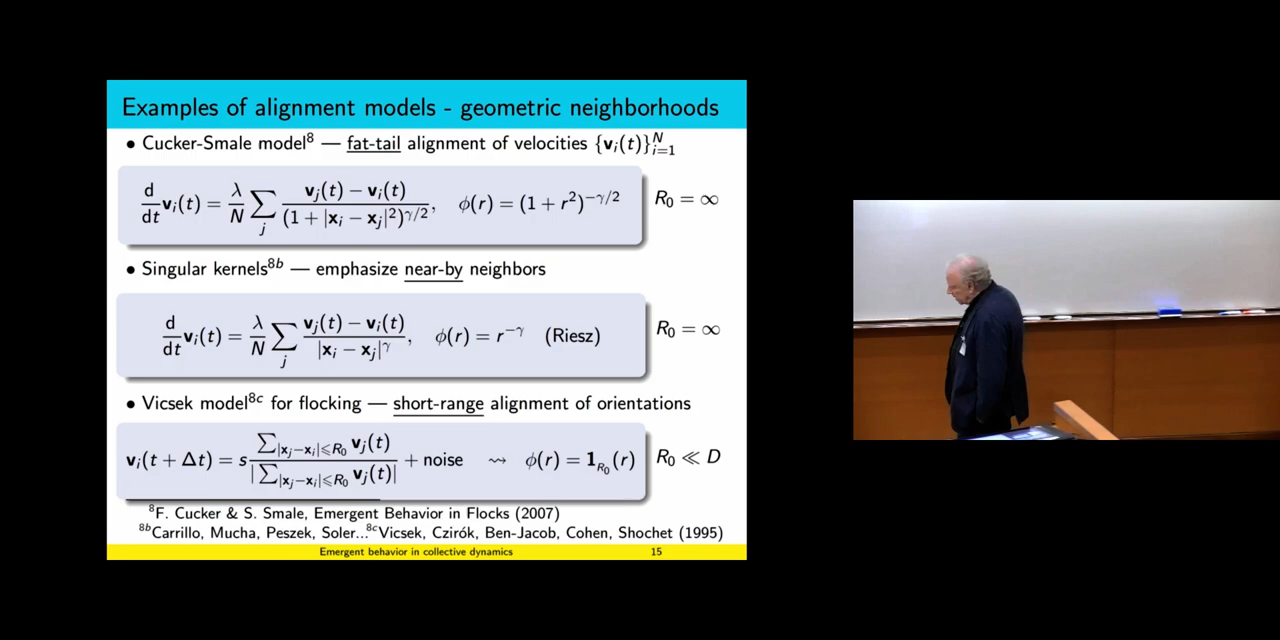 Examples of alignment models - geometric neighborhoods
• Cucker-Smale model⁸ — fat-tail alignment of velocities {vᵢ(t)}ᴺᵢ₌₁
d/dt vᵢ(t) = λ/N ∑ⱼ (vⱼ(t) − vᵢ(t))/(1 + |xᵢ − xⱼ|²)^γ/2, ϕ(r) = (1 + r²)^−γ/2 R₀ = ∞
• Singular kernels⁸ᵇ — emphasize near-by neighbors
d/dt vᵢ(t) = λ/N ∑ⱼ (vⱼ(t) − vᵢ(t))/|xᵢ − xⱼ|^γ, ϕ(r) = r^−γ (Riesz) R₀ = ∞
• Vicsek model⁸ᶜ for flocking — short-range alignment of orientations
vᵢ(t + Δt) = s ∑_{|xⱼ−xᵢ|⩽R₀} vⱼ(t) / |∑_{|xⱼ−xᵢ|⩽R₀} vⱼ(t)| + noise ⇝ ϕ(r) = 1_{R₀}(r) R₀ ≪ D
⁸F. Cucker & S. Smale, Emergent Behavior in Flocks (2007)
⁸ᵇCarrillo, Mucha, Peszek, Soler...⁸ᶜVicsek, Czirók, Ben-Jacob, Cohen, Shochet (1995)
Emergent behavior in collective dynamics 15